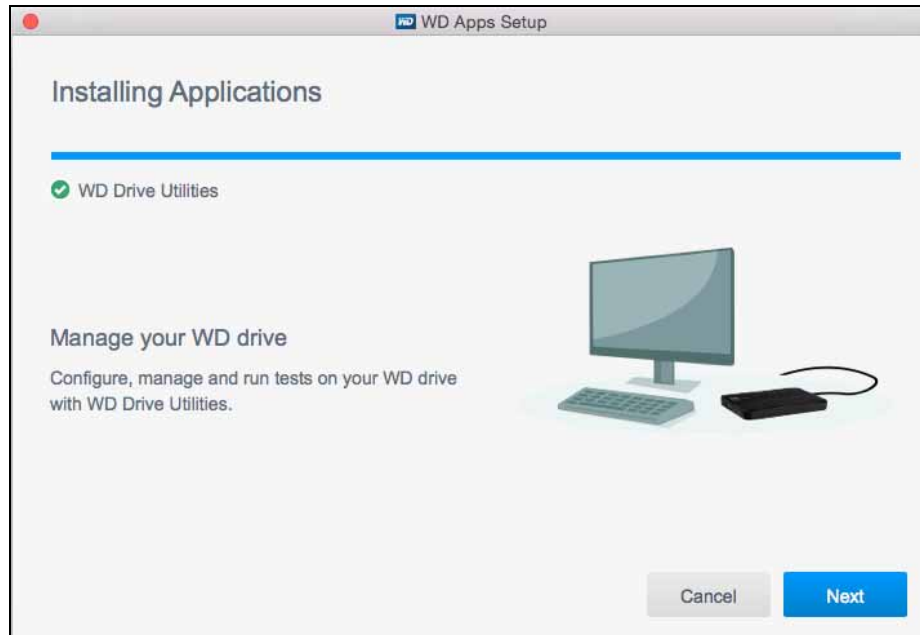 WD WD Apps Setup
Installing Applications
WD Drive Utilities
Manage your WD drive
Configure, manage and run tests on your WD drive
with WD Drive Utilities.
Cancel Next